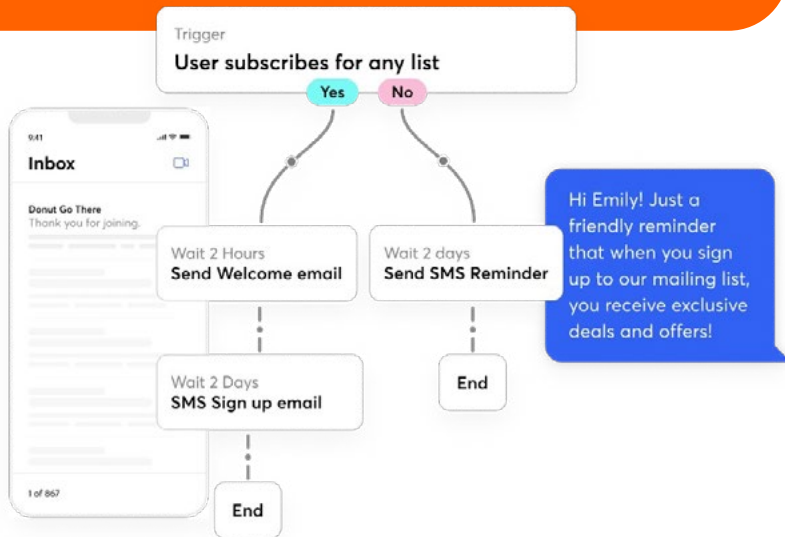 Trigger
User subscribes for any list
Yes
No
9:41
Inbox
Donut Go There
Thank you for joining.
Wait 2 Hours
Send Welcome email
Wait 2 days
Send SMS Reminder
Hi Emily! Just a
friendly reminder
that when you sign
up to our mailing list,
you receive exclusive
deals and offers!
Wait 2 Days
SMS Sign up email
End
1 of 867
End